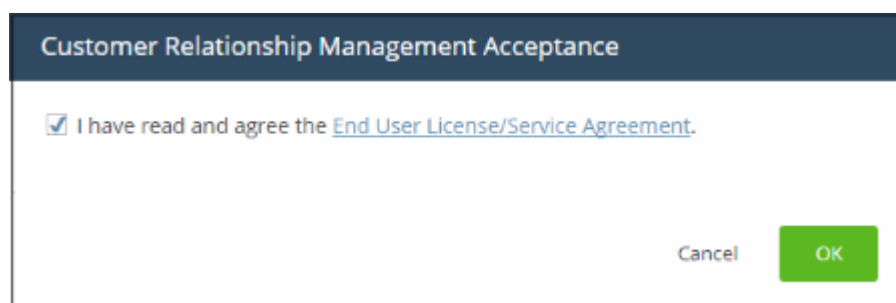 Customer Relationship Management Acceptance
I have read and agree the End User License/Service Agreement.
Cancel
OK